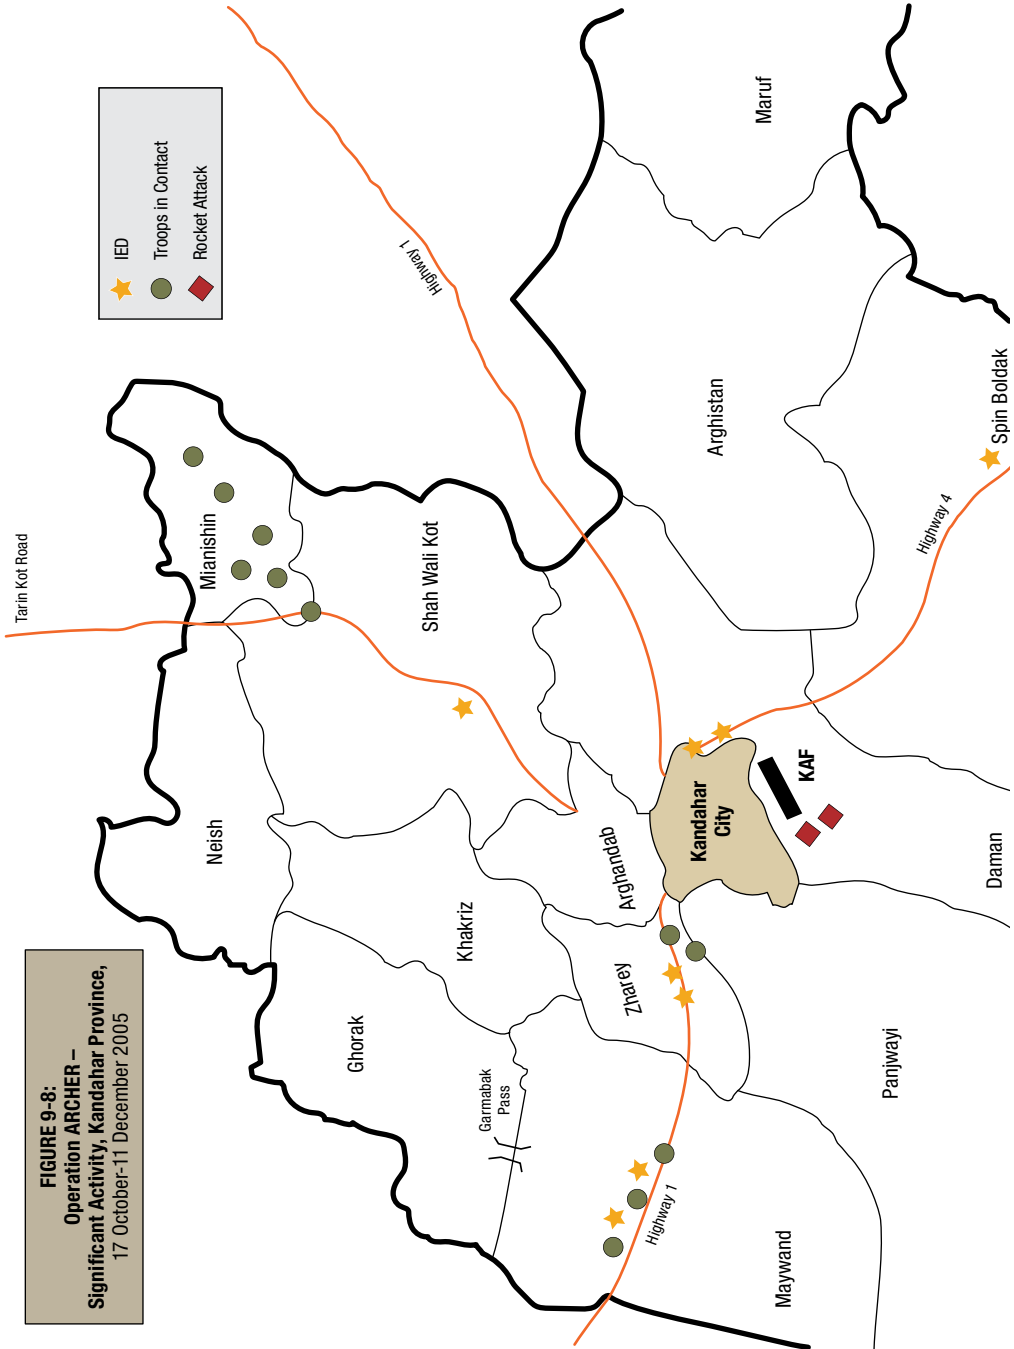 FIGURE 9-8:
Operation ARCHER –
Significant Activity, Kandahar Province,
17 October-11 December 2005
IED
Troops in Contact
Rocket Attack
Tarin Kot Road
Highway 1
Mianishin
Shah Wali Kot
Neish
Khakriz
Ghorak
Garmabak
Pass
Arghandab
Zharey
Kandahar
City
KAF
Maruf
Arghistan
Highway 4
Spin Boldak
Daman
Panjwayi
Highway 1
Maywand